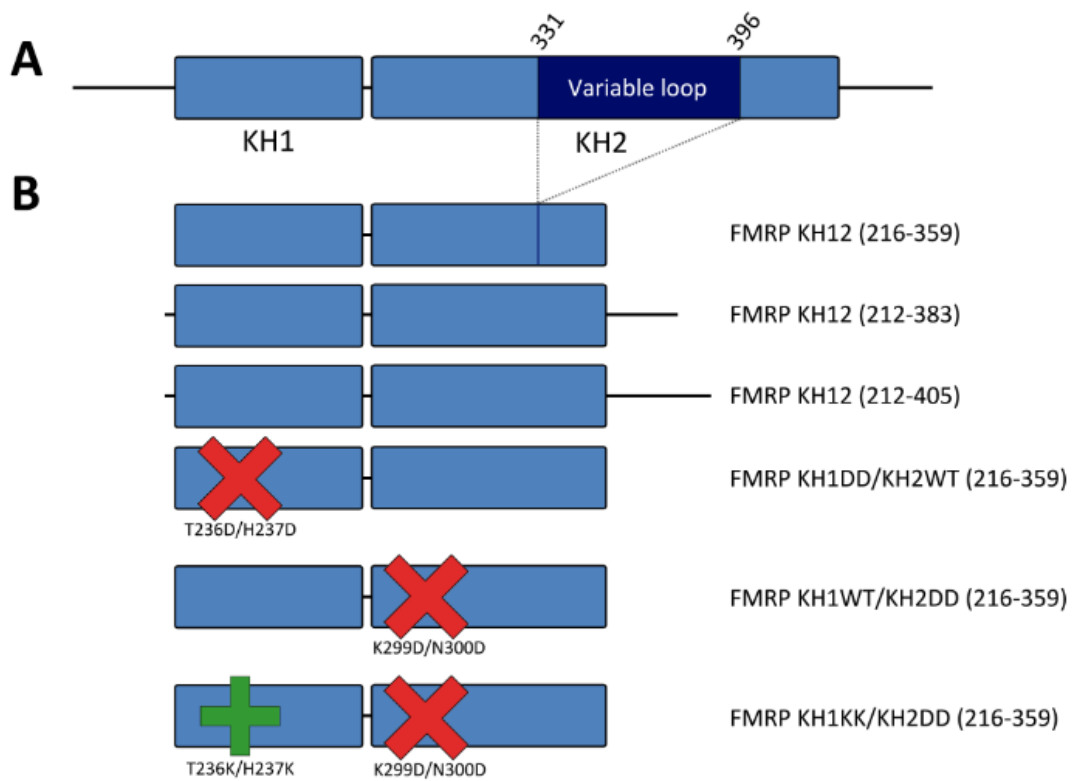 A
331
396
Variable loop
KH1
KH2
B
FMRP KH12 (216-359)
FMRP KH12 (212-383)
FMRP KH12 (212-405)
FMRP KH1DD/KH2WT (216-359)
T236D/H237D
FMRP KH1WT/KH2DD (216-359)
K299D/N300D
FMRP KH1KK/KH2DD (216-359)
T236K/H237K
K299D/N300D